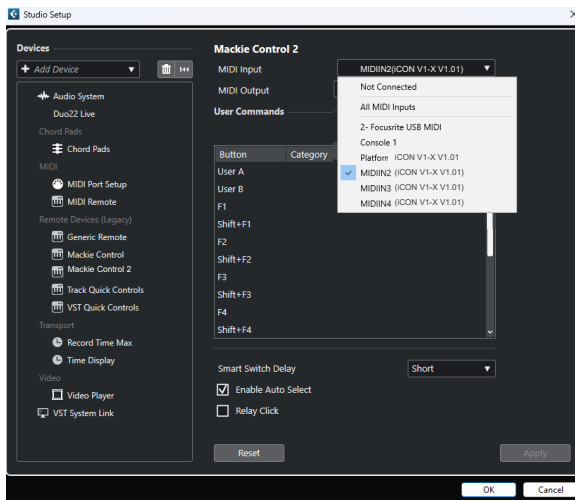 Studio Setup
Devices
+ Add Device
Audio System
Duo22 Live
Chord Pads
Chord Pads
MIDI
MIDI Port Setup
MIDI Remote
Remote Devices (Legacy)
Generic Remote
Mackie Control
Mackie Control 2
Track Quick Controls
VST Quick Controls
Transport
Record Time Max
Time Display
Video
Video Player
VST System Link
Mackie Control 2
MIDI Input MIDIIN2(iCON V1-X V1.01)
MIDI Output
User Commands
Not Connected
All MIDI Inputs
2- Focusrite USB MIDI
Console 1
Platforr iCON V1-X V1.01
MIDIIN2 (iCON V1-X V1.01)
MIDIIN3 (iCON V1-X V1.01)
MIDIIN4 (iCON V1-X V1.01)
Button Category
User A
User B
F1
Shift+F1
F2
Shift+F2
F3
Shift+F3
F4
Shift+F4
Smart Switch Delay Short
Enable Auto Select
Relay Click
Reset Apply
OK Cancel